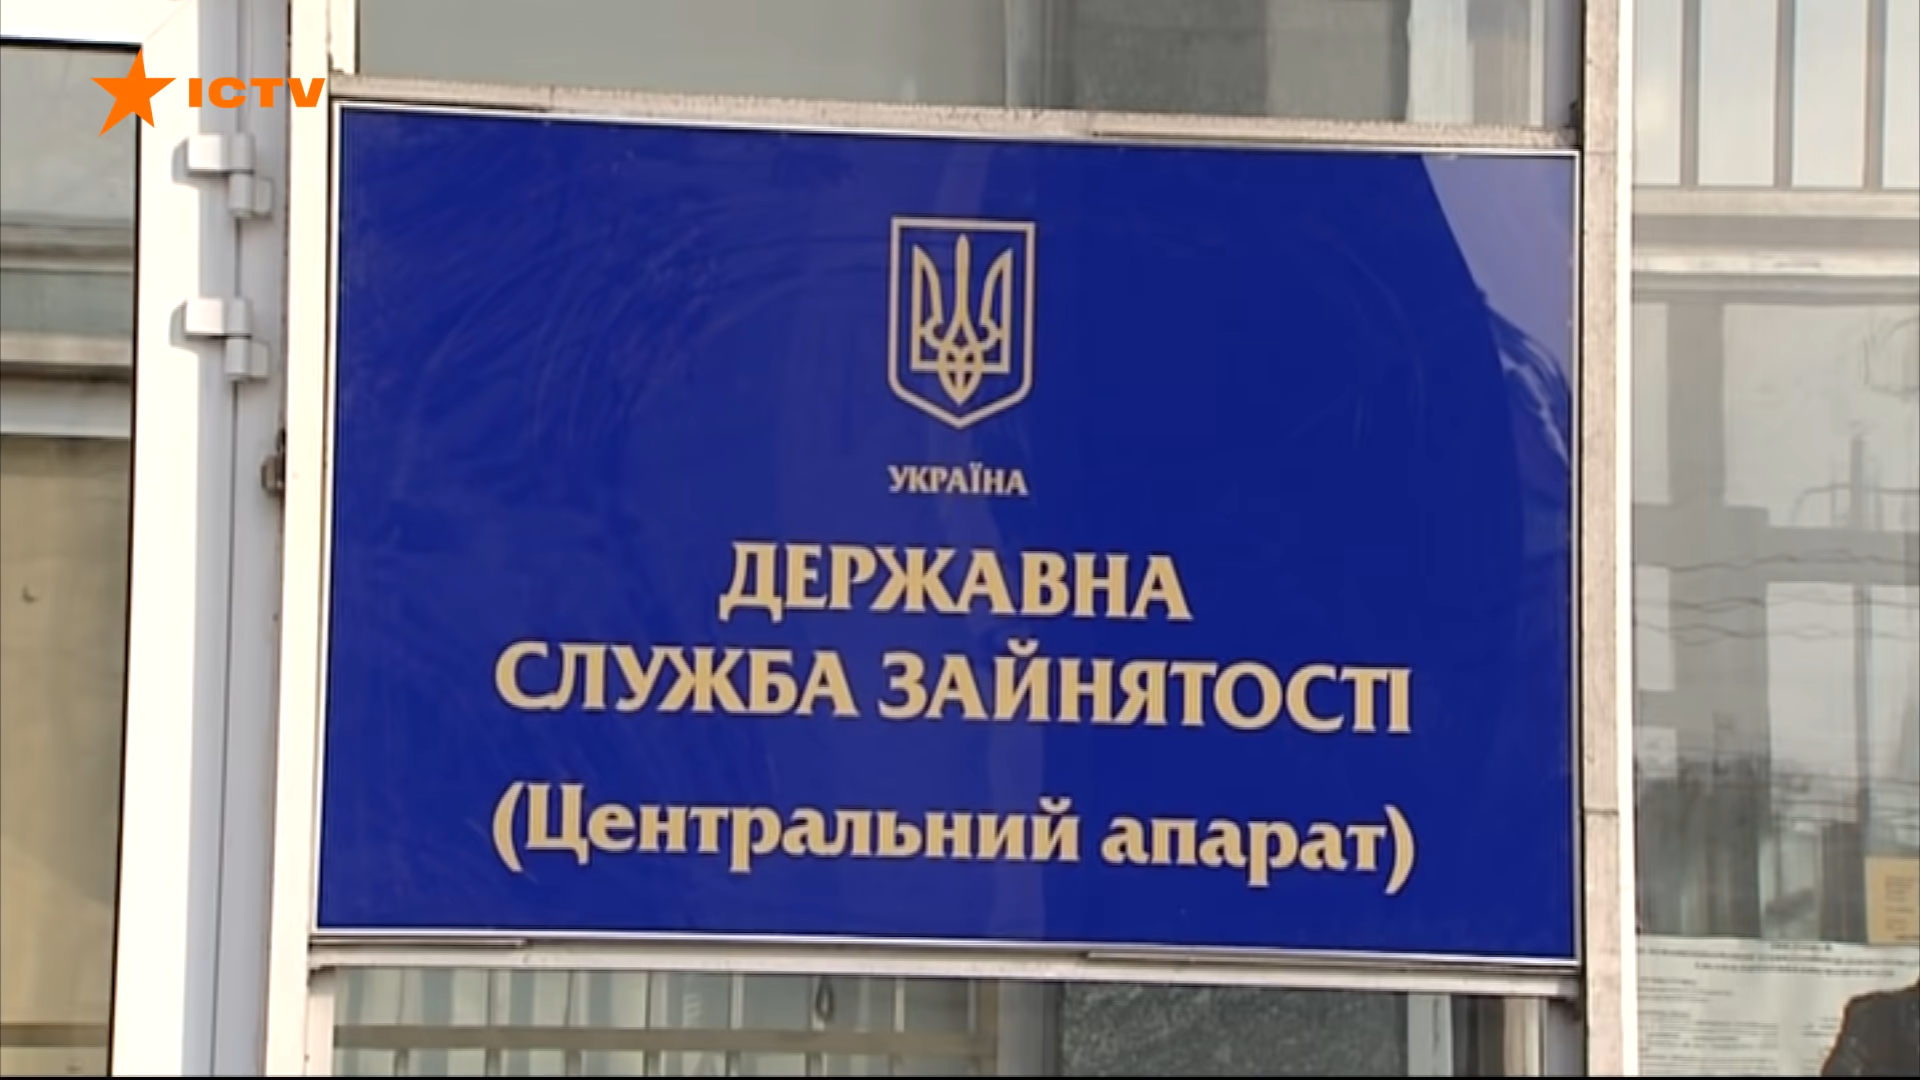 ICTV
УКРАЇНА
ДЕРЖАВНА
СЛУЖБА ЗАЙНЯТОСТІ
(Центральний апарат)